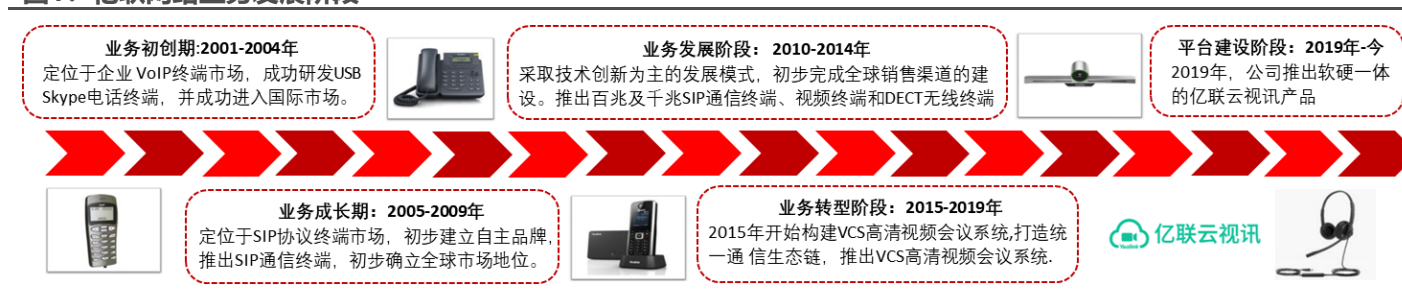 业务初创期:2001-2004年
定位于企业 VoIP终端市场，成功研发USB
Skype电话终端，并成功进入国际市场。
业务发展阶段：2010-2014年
采取技术创新为主的发展模式，初步完成全球销售渠道的建
设。推出百兆及千兆SIP通信终端、视频终端和DECT无线终端
平台建设阶段：2019年-今
2019年，公司推出软硬一体
的亿联云视讯产品
业务成长期：2005-2009年
定位于SIP协议终端市场，初步建立自主品牌,
推出SIP通信终端，初步确立全球市场地位。
业务转型阶段：2015-2019年
2015年开始构建VCS高清视频会议系统,打造统
一通 信生态链，推出VCS高清视频会议系统.
亿联云视讯